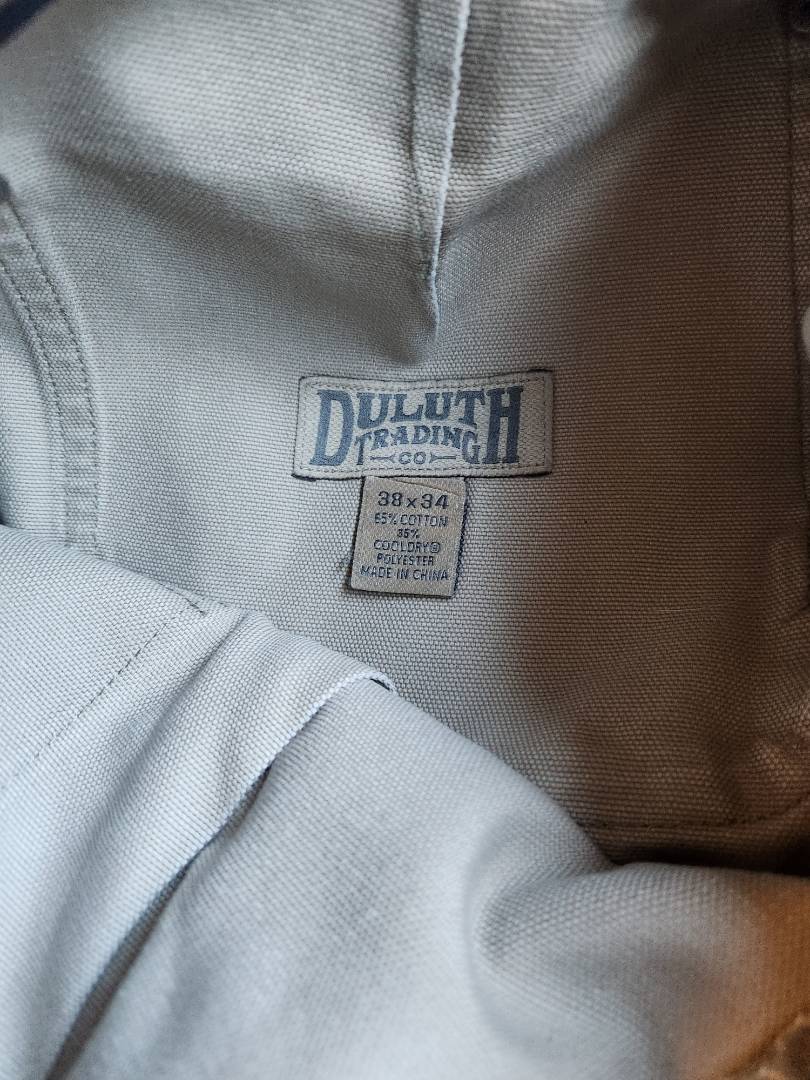 DULUTH
TRADING
CO
38 x 34
65% COTTON
35%
COOLDRY®
POLYESTER
MADE IN CHINA